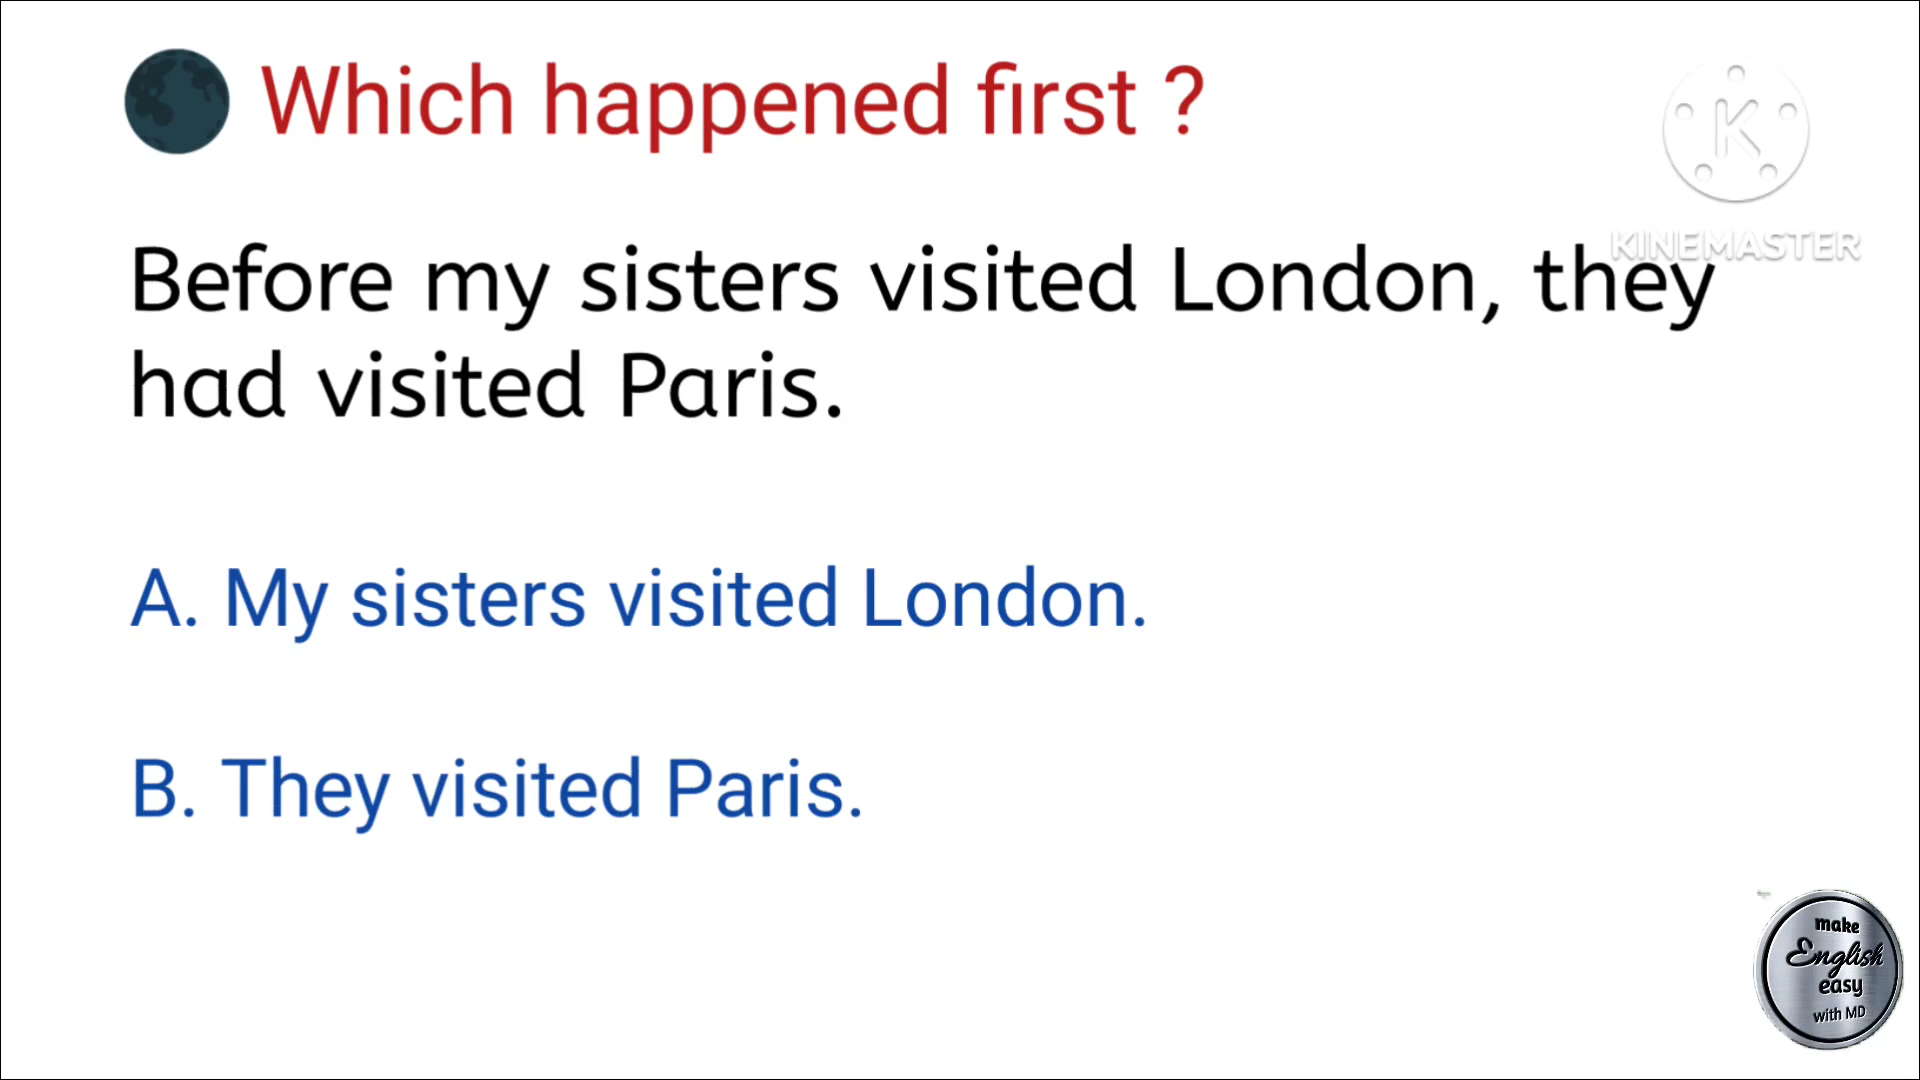 Which happened first ?
K
KINEMASTER
Before my sisters visited London, they
had visited Paris.
A. My sisters visited London.
B. They visited Paris.
make
English
easy
with MD